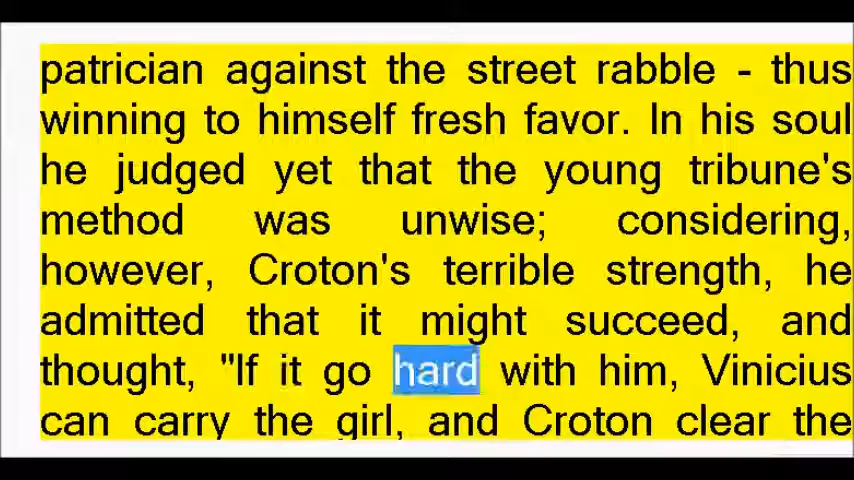 patrician against the street rabble - thus
winning to himself fresh favor. In his soul
he judged yet that the young tribune's
method was unwise; considering,
however, Croton's terrible strength, he
admitted that it might succeed, and
thought, "If it go hard with him, Vinicius
can carry the girl, and Croton clear the